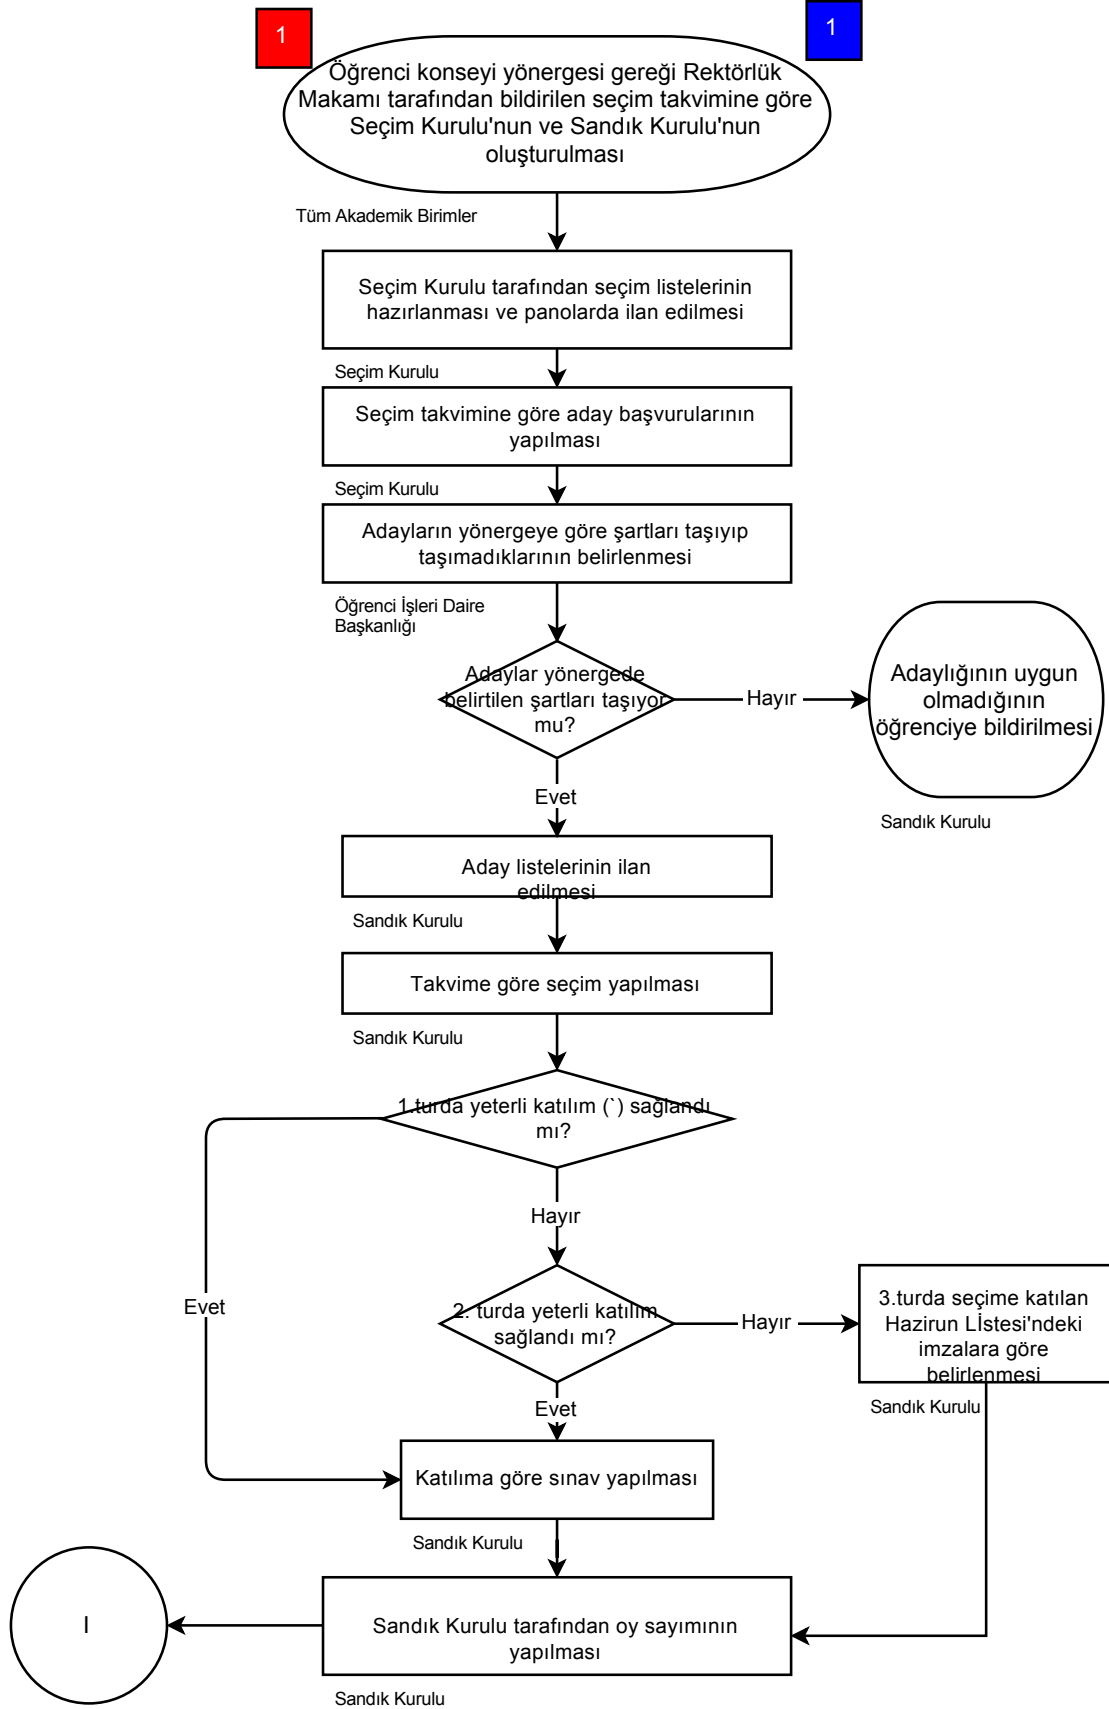 1
1
Öğrenci konseyi yönergesi gereği Rektörlük
Makamı tarafından bildirilen seçim takvimine göre
Seçim Kurulu'nun ve Sandık Kurulu'nun
oluşturulması
Tüm Akademik Birimler
Seçim Kurulu tarafından seçim listelerinin
hazırlanması ve panolarda ilan edilmesi
Seçim Kurulu
Seçim takvimine göre aday başvurularının
yapılması
Seçim Kurulu
Adayların yönergeye göre şartları taşıyıp
taşımadıklarının belirlenmesi
Öğrenci İşleri Daire
Başkanlığı
Adaylar yönergede
belirtilen şartları taşıyor
mu?
Hayır
Adaylığının uygun
olmadığının
öğrenciye bildirilmesi
Sandık Kurulu
Evet
Aday listelerinin ilan
edilmesi
Sandık Kurulu
Takvime göre seçim yapılması
Sandık Kurulu
1.turda yeterli katılım (`) sağlandı
mı?
Hayır
Evet
2. turda yeterli katılım
sağlandı mı?
Hayır
3.turda seçime katılan
Hazirun Lİstesi'ndeki
imzalara göre
belirlenmesi
Sandık Kurulu
Evet
Katılıma göre sınav yapılması
Sandık Kurulu
Sandık Kurulu tarafından oy sayımının
yapılması
I
Sandık Kurulu